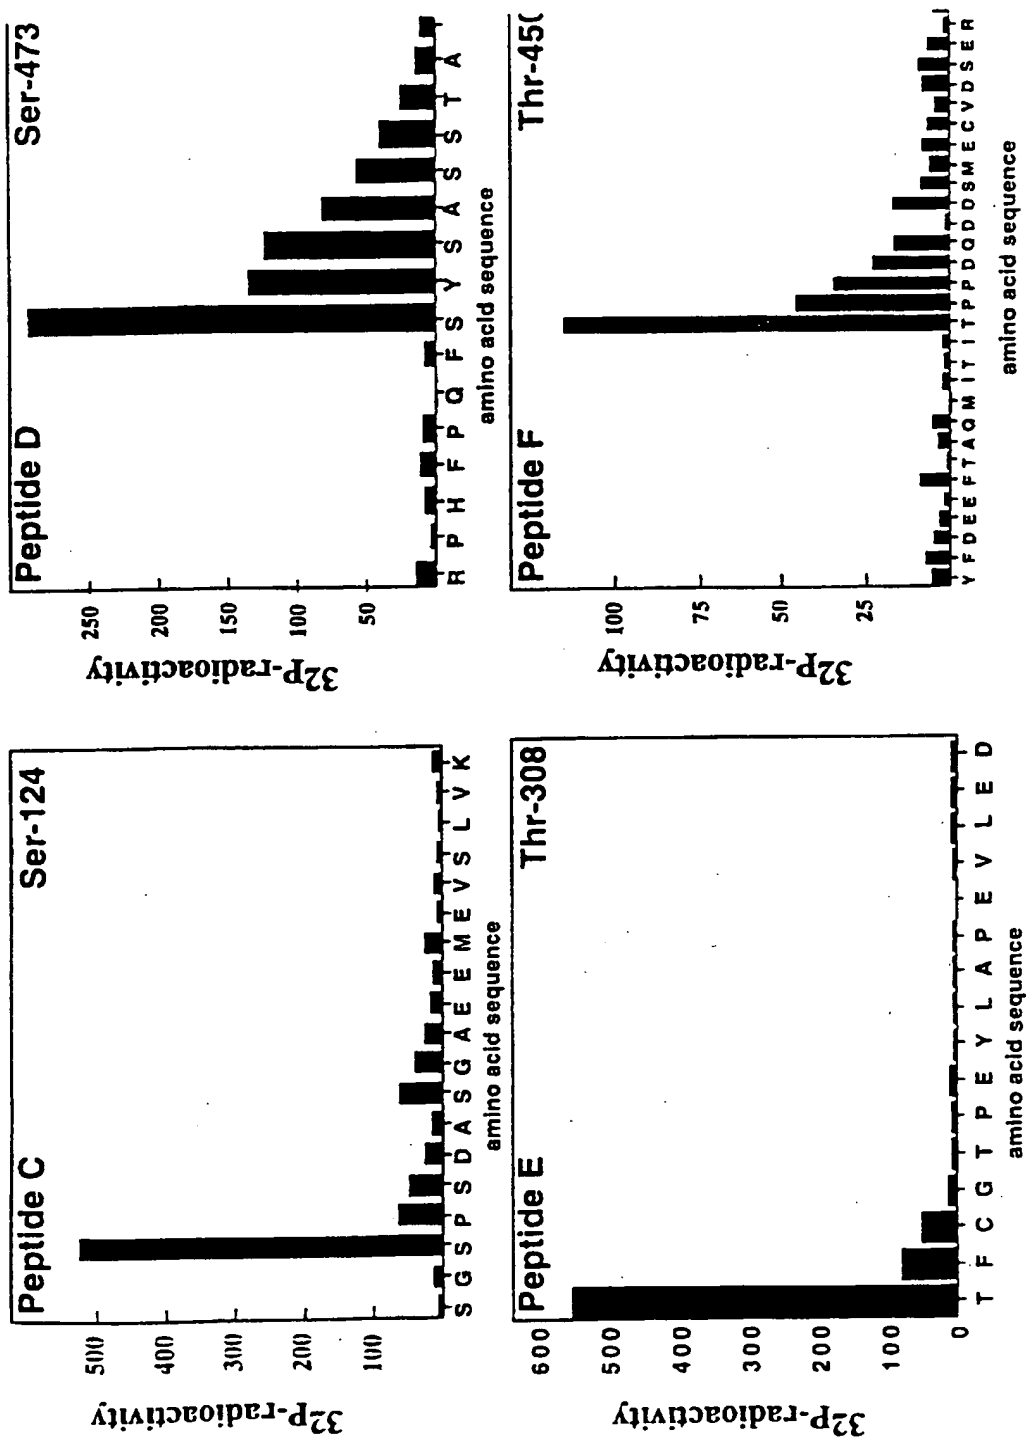 Peptide C
Ser-124
500
400
300
200
100
32P-radioactivity
S G S P S D A S G A E E M E V S L V K
amino acid sequence
Peptide D
Ser-473
250
200
150
100
50
32P-radioactivity
R P H F P Q F S Y S A S S T A
amino acid sequence
Peptide E
Thr-308
600
500
400
300
200
100
0
32P-radioactivity
T F C G T P E Y L A P E V L E D
amino acid sequence
Peptide F
Thr-45
100
75
50
25
32P-radioactivity
Y F D E E F T A Q M I T I T P P D Q D D S M E C V D S E R
amino acid sequence